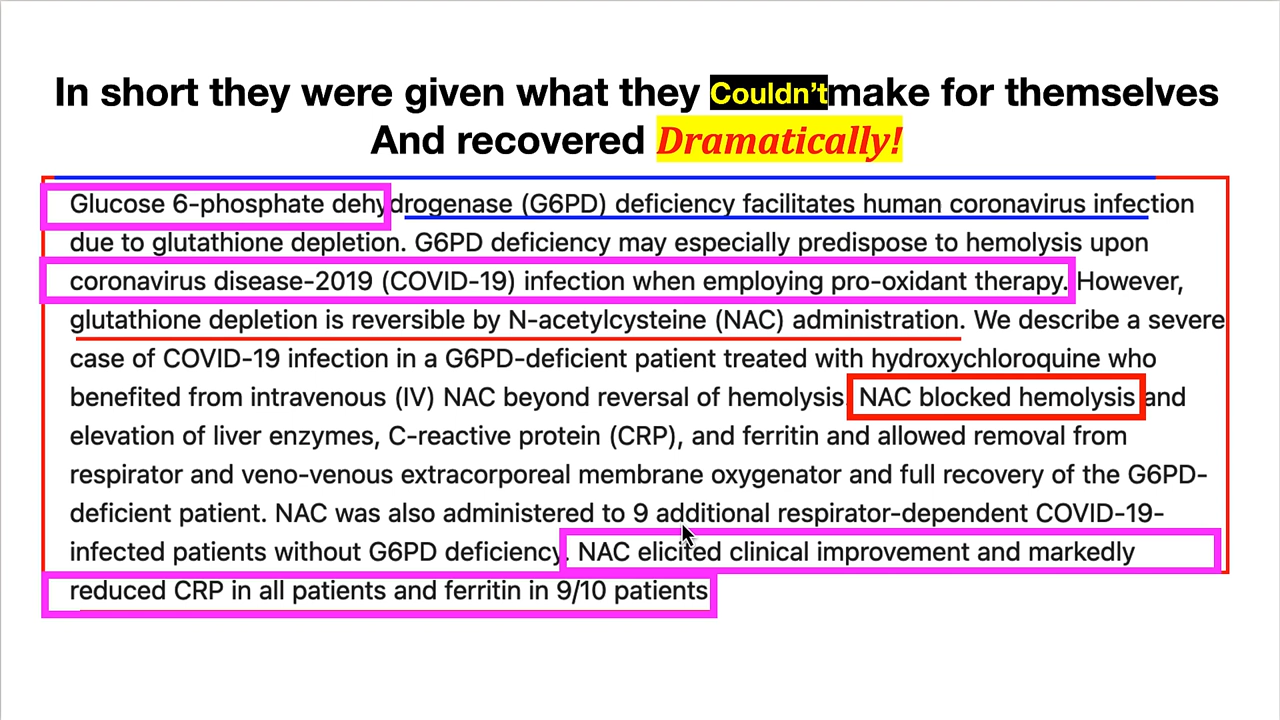 In short they were given what they Couldn't make for themselves
And recovered Dramatically!
Glucose 6-phosphate dehydrogenase (G6PD) deficiency facilitates human coronavirus infection
due to glutathione depletion. G6PD deficiency may especially predispose to hemolysis upon
coronavirus disease-2019 (COVID-19) infection when employing pro-oxidant therapy. However,
glutathione depletion is reversible by N-acetylcysteine (NAC) administration. We describe a severe
case of COVID-19 infection in a G6PD-deficient patient treated with hydroxychloroquine who
benefited from intravenous (IV) NAC beyond reversal of hemolysis. NAC blocked hemolysis and
elevation of liver enzymes, C-reactive protein (CRP), and ferritin and allowed removal from
respirator and veno-venous extracorporeal membrane oxygenator and full recovery of the G6PD-
deficient patient. NAC was also administered to 9 additional respirator-dependent COVID-19-
infected patients without G6PD deficiency. NAC elicited clinical improvement and markedly
reduced CRP in all patients and ferritin in 9/10 patients